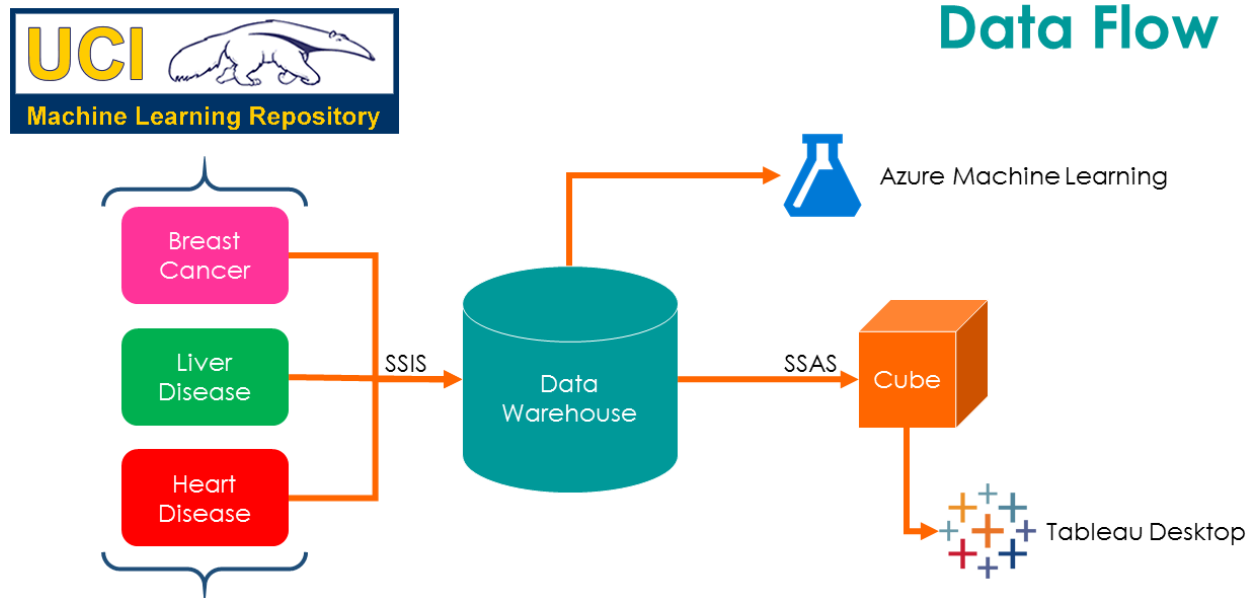 Data Flow
UCI
Machine Learning Repository
Azure Machine Learning
Breast
Cancer
Liver
Disease
SSIS
Data
Warehouse
SSAS
Cube
Heart
Disease
Tableau Desktop